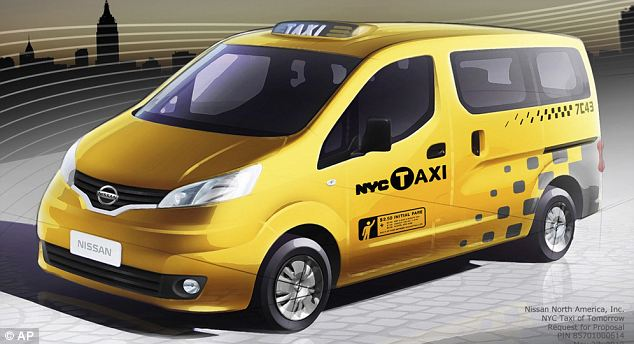 TAXI
7C43
NYC TAXI
$2.50 INITIAL FARE
NISSAN
NISSAN
Nissan North America, Inc.
NYC Taxi of Tomorrow
Request for Proposal
PIN 85701000614
© AP